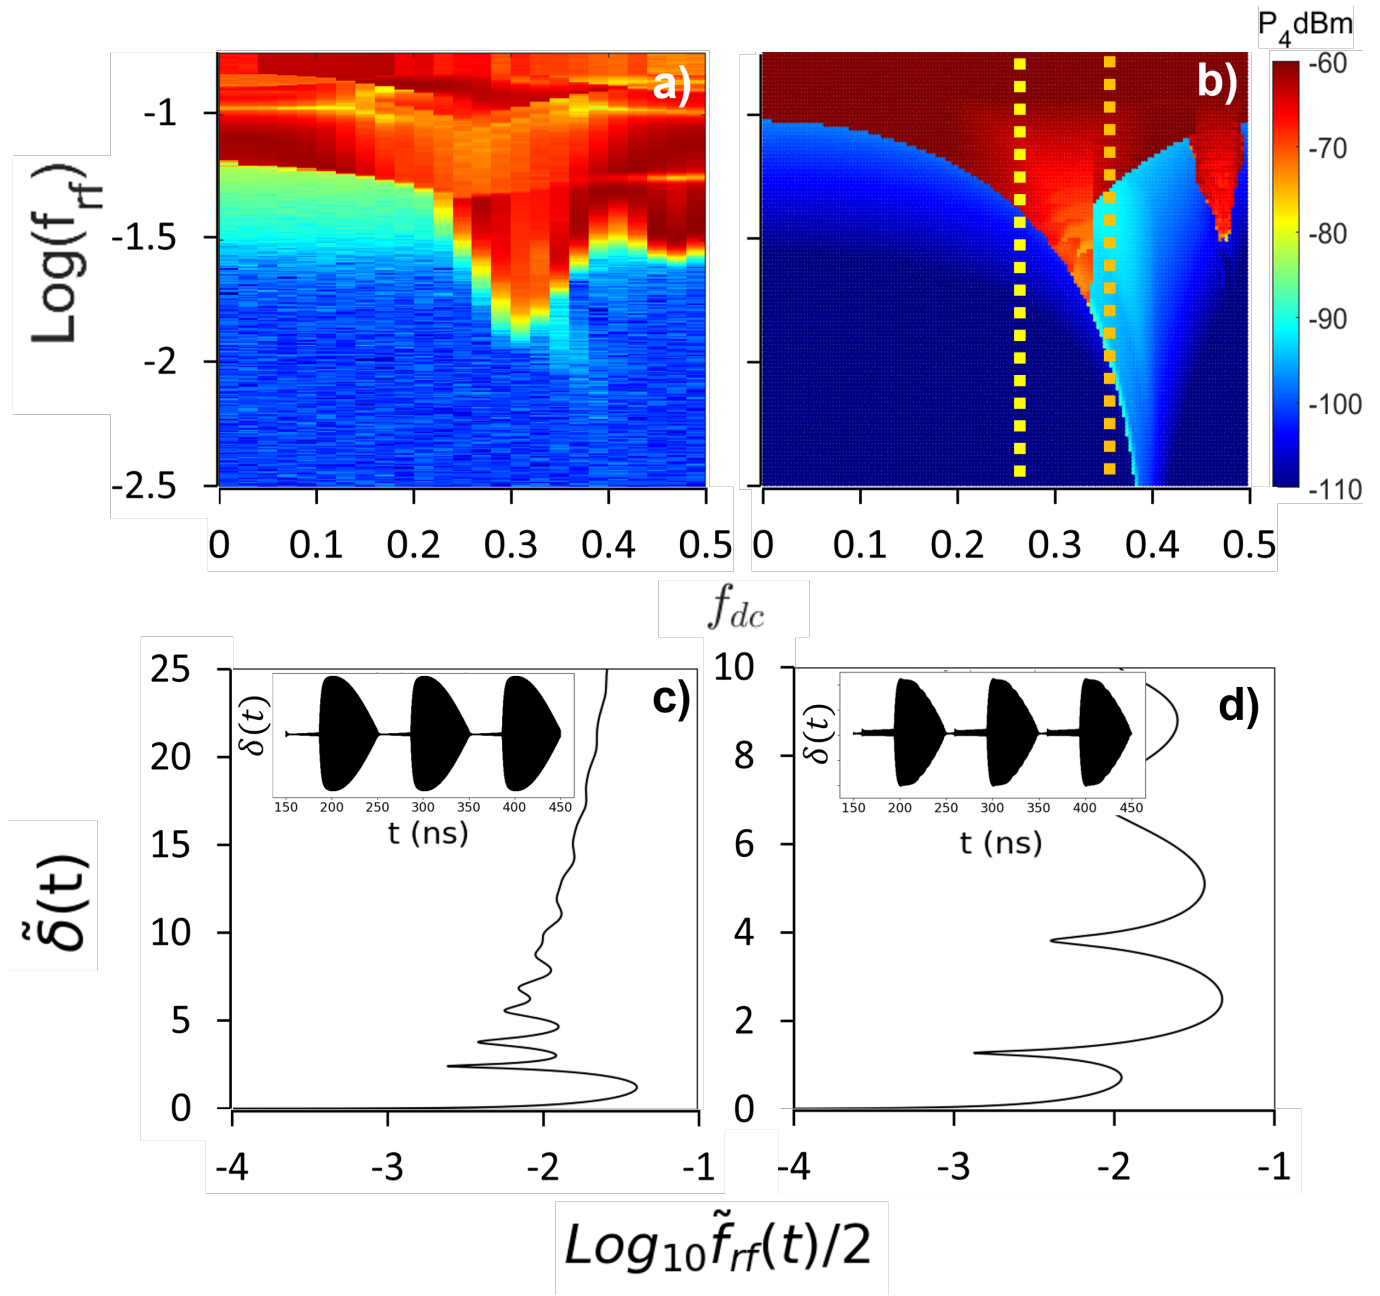 P4dBm
a)
b)
-60
-70
-80
-90
-100
-110
Log(frf)
-1
-1.5
-2
-2.5
0 0.1 0.2 0.3 0.4 0.5
0 0.1 0.2 0.3 0.4 0.5
fdc
c)
25
20
15
10
5
0
δ(t)
150 200 250 300 350 400 450
t (ns)
d)
10
8
6
4
2
0
δ(t)
150 200 250 300 350 400 450
t (ns)
δ̃(t)
-4 -3 -2 -1
-4 -3 -2 -1
Log10f̃rf(t)/2